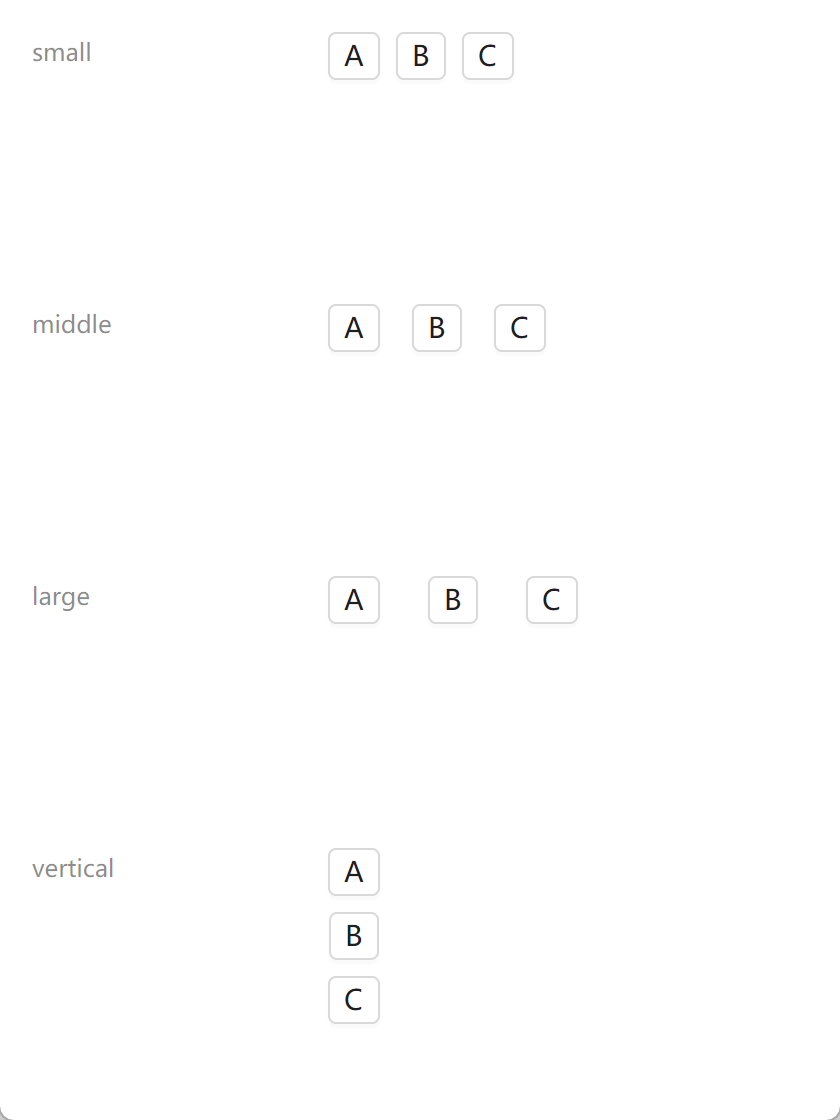 small A B C
middle A B C
large A B C
vertical A
B
C